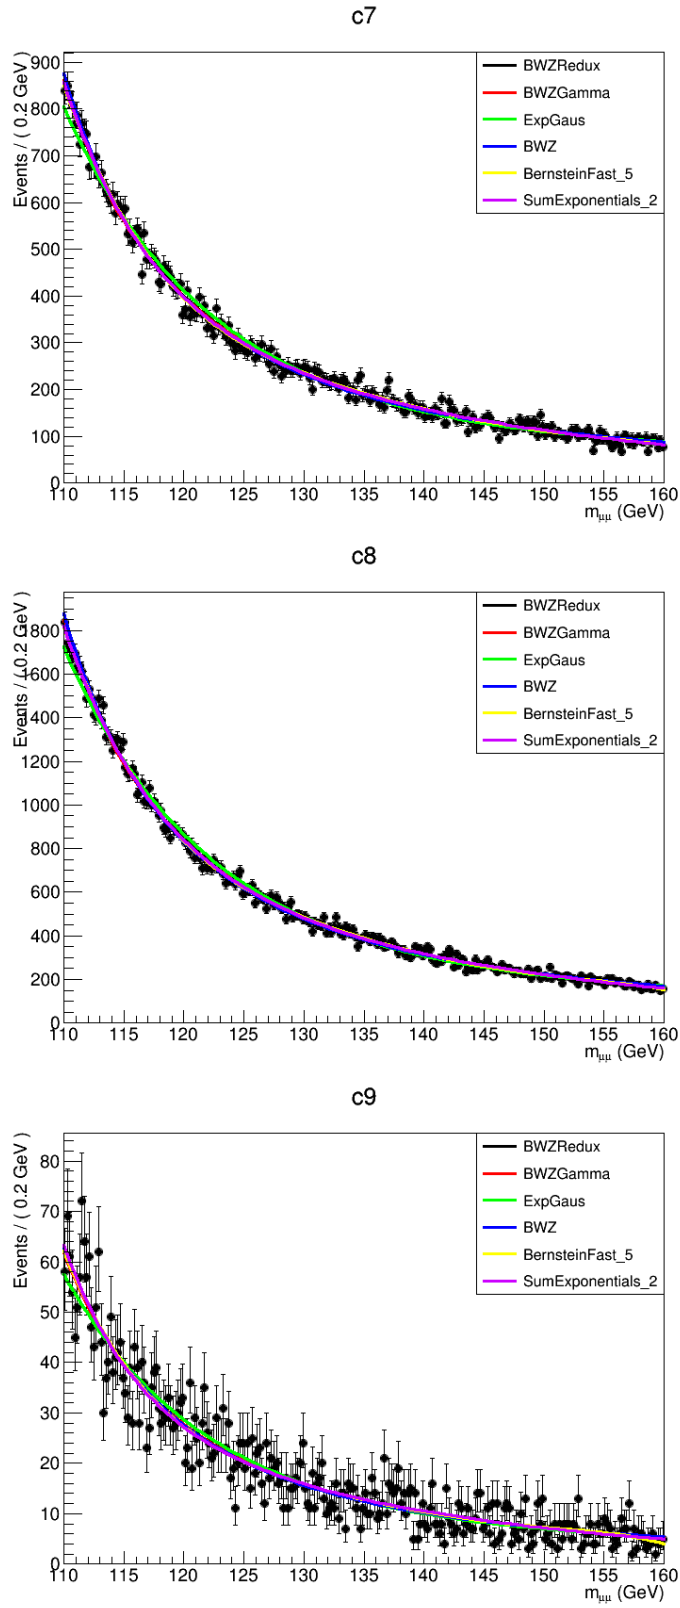 c7
Events / ( 0.2 GeV )
900
800
700
600
500
400
300
200
100
0
110 115 120 125 130 135 140 145 150 155 160
mμμ (GeV)
BWZRedux
BWZGamma
ExpGaus
BWZ
BernsteinFast_5
SumExponentials_2
c8
Events / ( 0.2 GeV )
1800
1600
1400
1200
1000
800
600
400
200
0
110 115 120 125 130 135 140 145 150 155 160
mμμ (GeV)
BWZRedux
BWZGamma
ExpGaus
BWZ
BernsteinFast_5
SumExponentials_2
c9
Events / ( 0.2 GeV )
80
70
60
50
40
30
20
10
0
110 115 120 125 130 135 140 145 150 155 160
mμμ (GeV)
BWZRedux
BWZGamma
ExpGaus
BWZ
BernsteinFast_5
SumExponentials_2